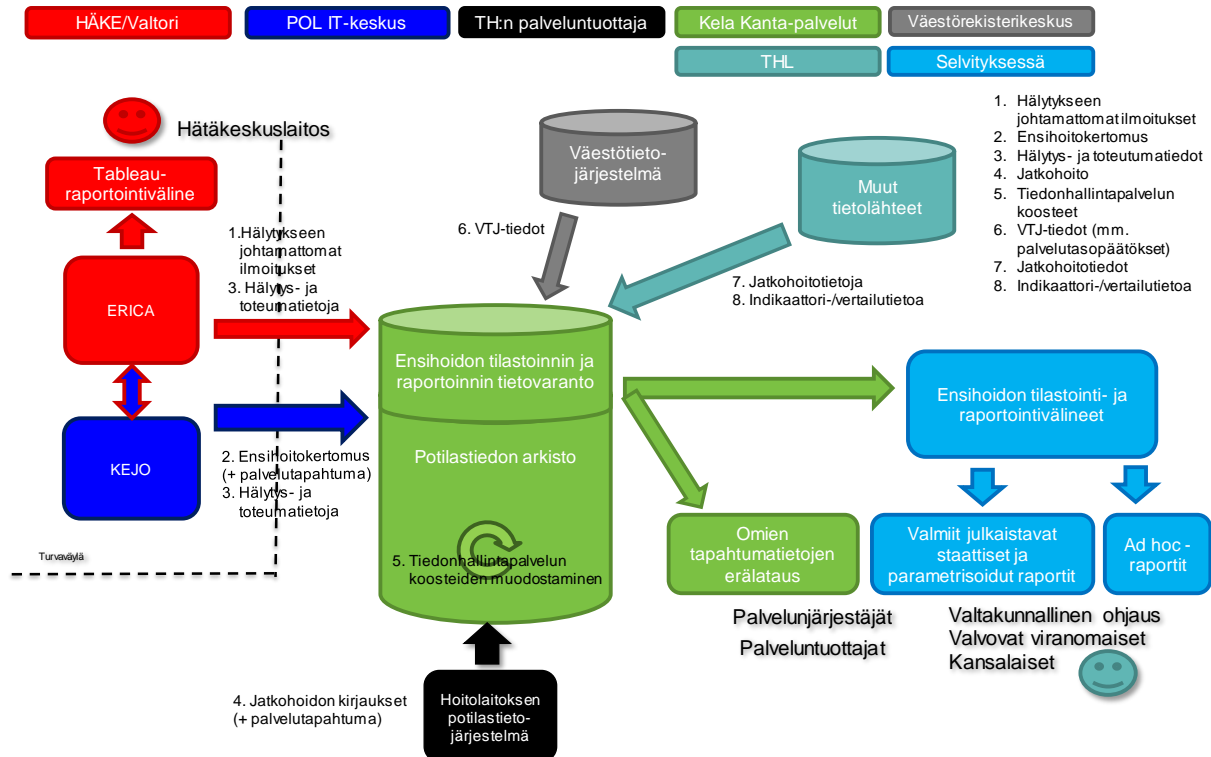 HÄKE/Valtori
POL IT-keskus
TH:n palveluntuottaja
Kela Kanta-palvelut
Väestörekisterikeskus
THL
Selvityksessä
Hätäkeskuslaitos
Tableau-
raportointiväline
ERICA
KEJO
Turvaväylä
1.Hälytykseen
johtamattomat
ilmoitukset
3. Hälytys- ja
toteumatietoja
2. Ensihoitokertomus
(+ palvelutapahtuma)
3. Hälytys- ja
toteumatietoja
Väestötieto-
järjestelmä
6. VTJ-tiedot
Muut
tietolähteet
7. Jatkohoitotietoja
8. Indikaattori-/vertailutietoa
1. Hälytykseen
johtamattomat ilmoitukset
2. Ensihoitokertomus
3. Hälytys- ja toteutumatiedot
4. Jatkohoito
5. Tiedonhallintapalvelun
koosteet
6. VTJ-tiedot (mm.
palvelutasopäätökset)
7. Jatkohoitotiedot
8. Indikaattori-/vertailutietoa
Ensihoidon tilastoinnin ja
raportoinnin tietovaranto
Potilastiedon arkisto
5. Tiedonhallintapalvelun
koosteiden muodostaminen
4. Jatkohoidon kirjaukset
(+ palvelutapahtuma)
Hoitolaitoksen
potilastieto-
järjestelmä
Ensihoidon tilastointi- ja
raportointivälineet
Omien
tapahtumatietojen
erälataus
Valmiit julkaistavat
staattiset ja
parametrisoidut raportit
Ad hoc -
raportit
Palvelunjärjestäjät
Palveluntuottajat
Valtakunnallinen ohjaus
Valvovat viranomaiset
Kansalaiset